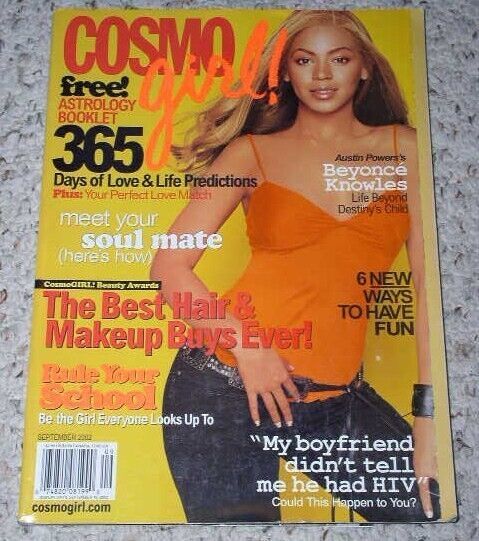 COSMO
girl!
free!
ASTROLOGY
BOOKLET
365
Days of Love & Life Predictions
Plus: Your Perfect Love Match
Austin Powers's
Beyoncé
Knowles
Life Beyond
Destiny's Child
meet your
soul mate
(here's how)
6 NEW
WAYS
TO HAVE
FUN
CosmoGIRL! Beauty Awards
The Best Hair &
Makeup Buys Ever!
Rule Your
School
Be the Girl Everyone Looks Up To
SEPTEMBER 2002
09
"My boyfriend
didn't tell
me he had HIV"
Could This Happen to You?
74820 08199
cosmogirl.com